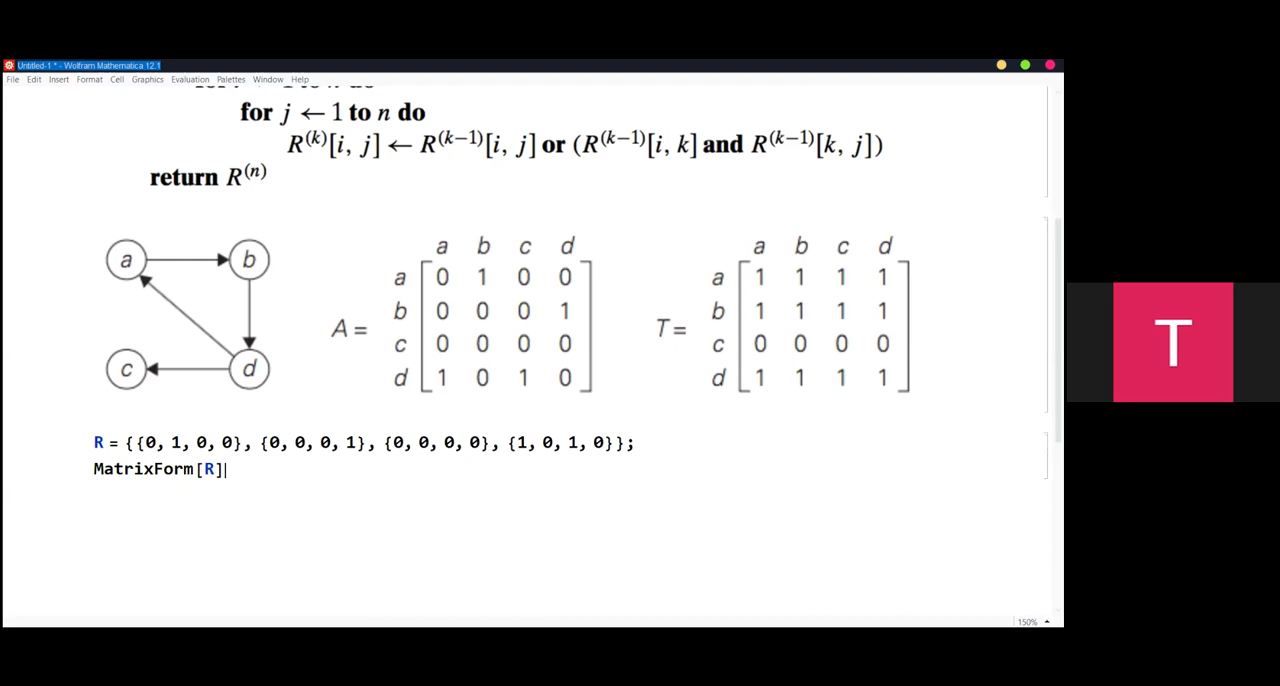 Untitled-1 * - Wolfram Mathematica 12.1
File Edit Insert Format Cell Graphics Evaluation Palettes Window Help
for j ← 1 to n do
R^(k)[i, j] ← R^(k−1)[i, j] or (R^(k−1)[i, k] and R^(k−1)[k, j])
return R^(n)
a b
c d
A =
a b c d
a 0 1 0 0
b 0 0 0 1
c 0 0 0 0
d 1 0 1 0
T =
a b c d
a 1 1 1 1
b 1 1 1 1
c 0 0 0 0
d 1 1 1 1
R = {{0, 1, 0, 0}, {0, 0, 0, 1}, {0, 0, 0, 0}, {1, 0, 1, 0}};
MatrixForm[R]
T
150%